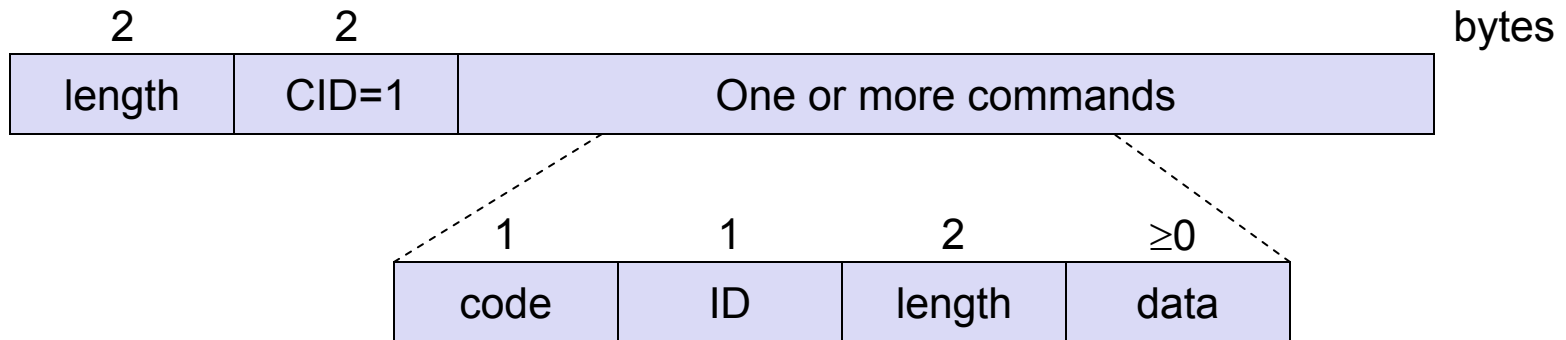 2 2 bytes
length CID=1 One or more commands
1 1 2 ≥0
code ID length data